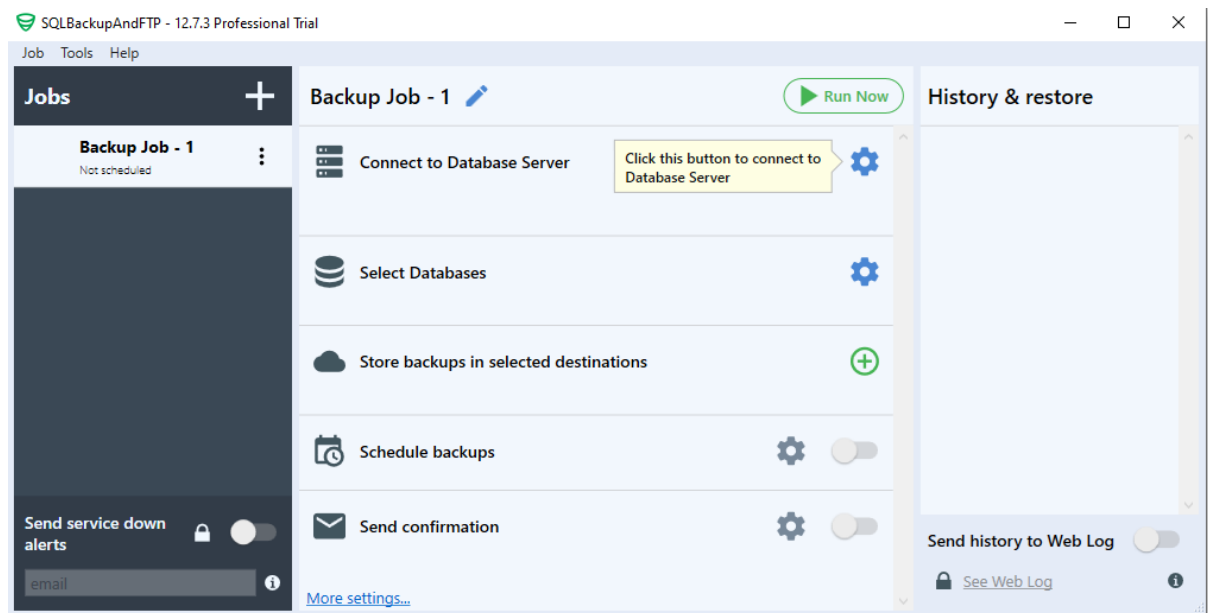 SQLBackupAndFTP - 12.7.3 Professional Trial
Job Tools Help
Jobs
Backup Job - 1
Not scheduled
Send service down
alerts
email
Backup Job - 1
Run Now
Connect to Database Server
Click this button to connect to
Database Server
Select Databases
Store backups in selected destinations
Schedule backups
Send confirmation
More settings...
History & restore
Send history to Web Log
See Web Log